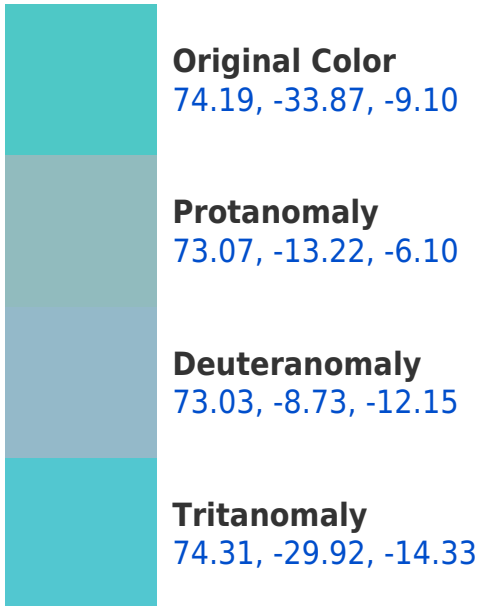 Original Color
74.19, -33.87, -9.10
Protanomaly
73.07, -13.22, -6.10
Deuteranomaly
73.03, -8.73, -12.15
Tritanomaly
74.31, -29.92, -14.33